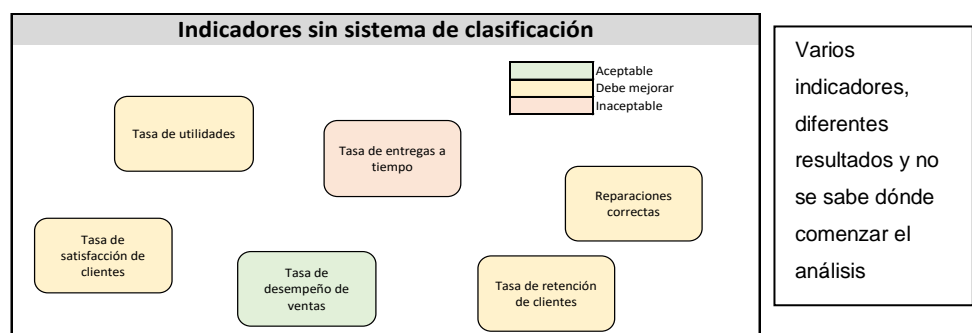 Indicadores sin sistema de clasificación
Aceptable
Debe mejorar
Inaceptable
Tasa de utilidades
Tasa de entregas a
tiempo
Reparaciones
correctas
Tasa de
satisfacción de
clientes
Tasa de
desempeño de
ventas
Tasa de retención
de clientes
Varios
indicadores,
diferentes
resultados y no
se sabe dónde
comenzar el
análisis